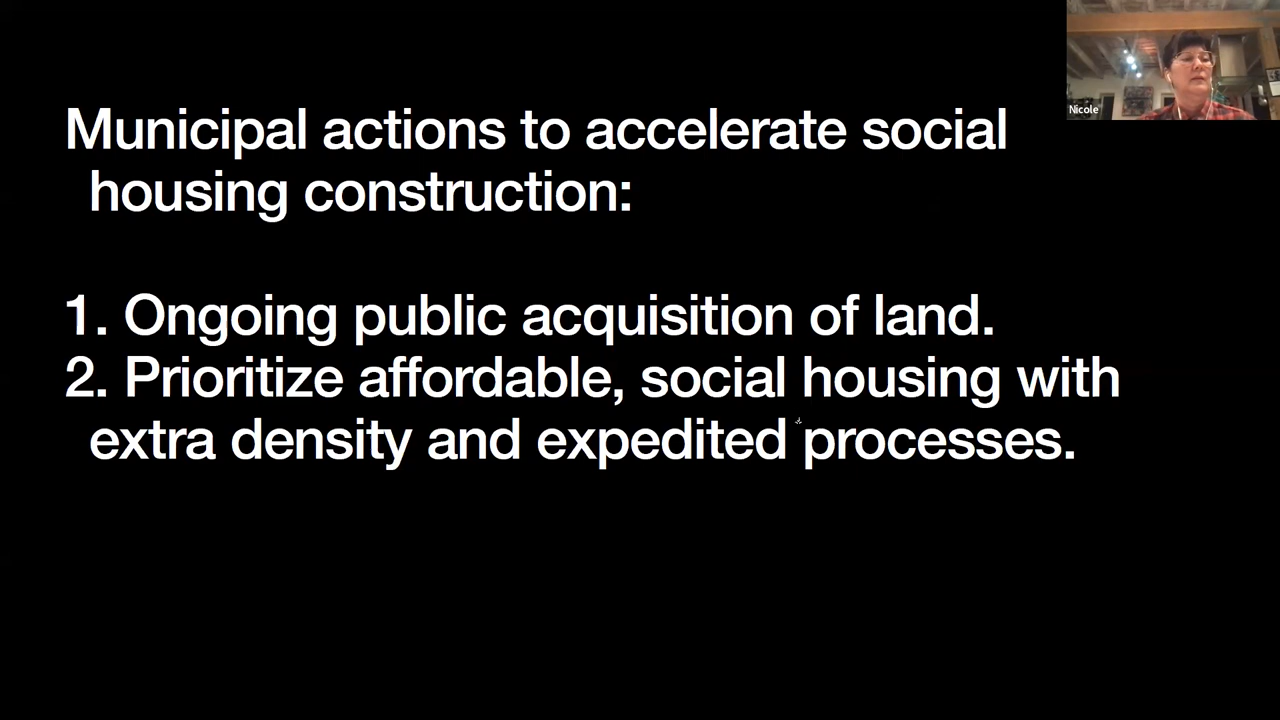 Nicole
Municipal actions to accelerate social
housing construction:
1. Ongoing public acquisition of land.
2. Prioritize affordable, social housing with
extra density and expedited processes.